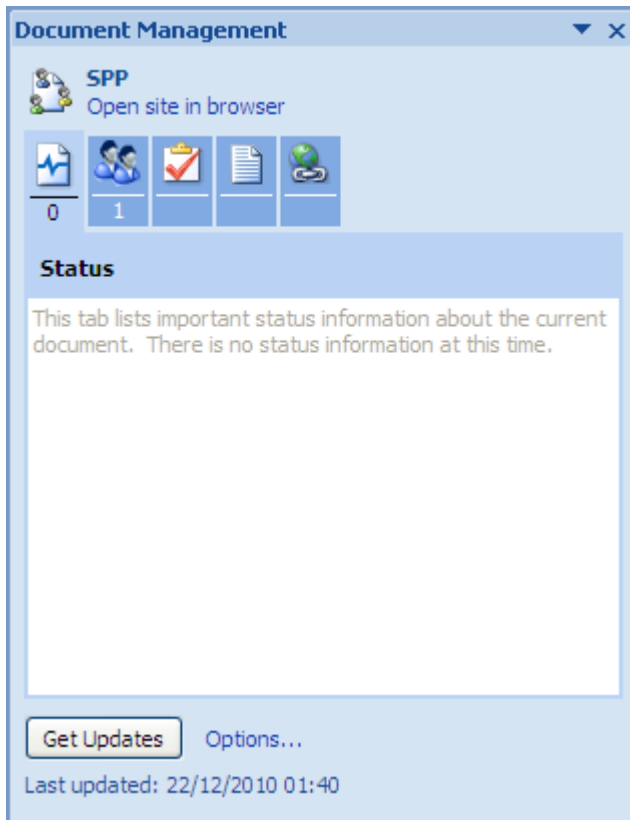 Document Management
SPP
Open site in browser
0
1
Status
This tab lists important status information about the current
document.  There is no status information at this time.
Get Updates
Options...
Last updated: 22/12/2010 01:40